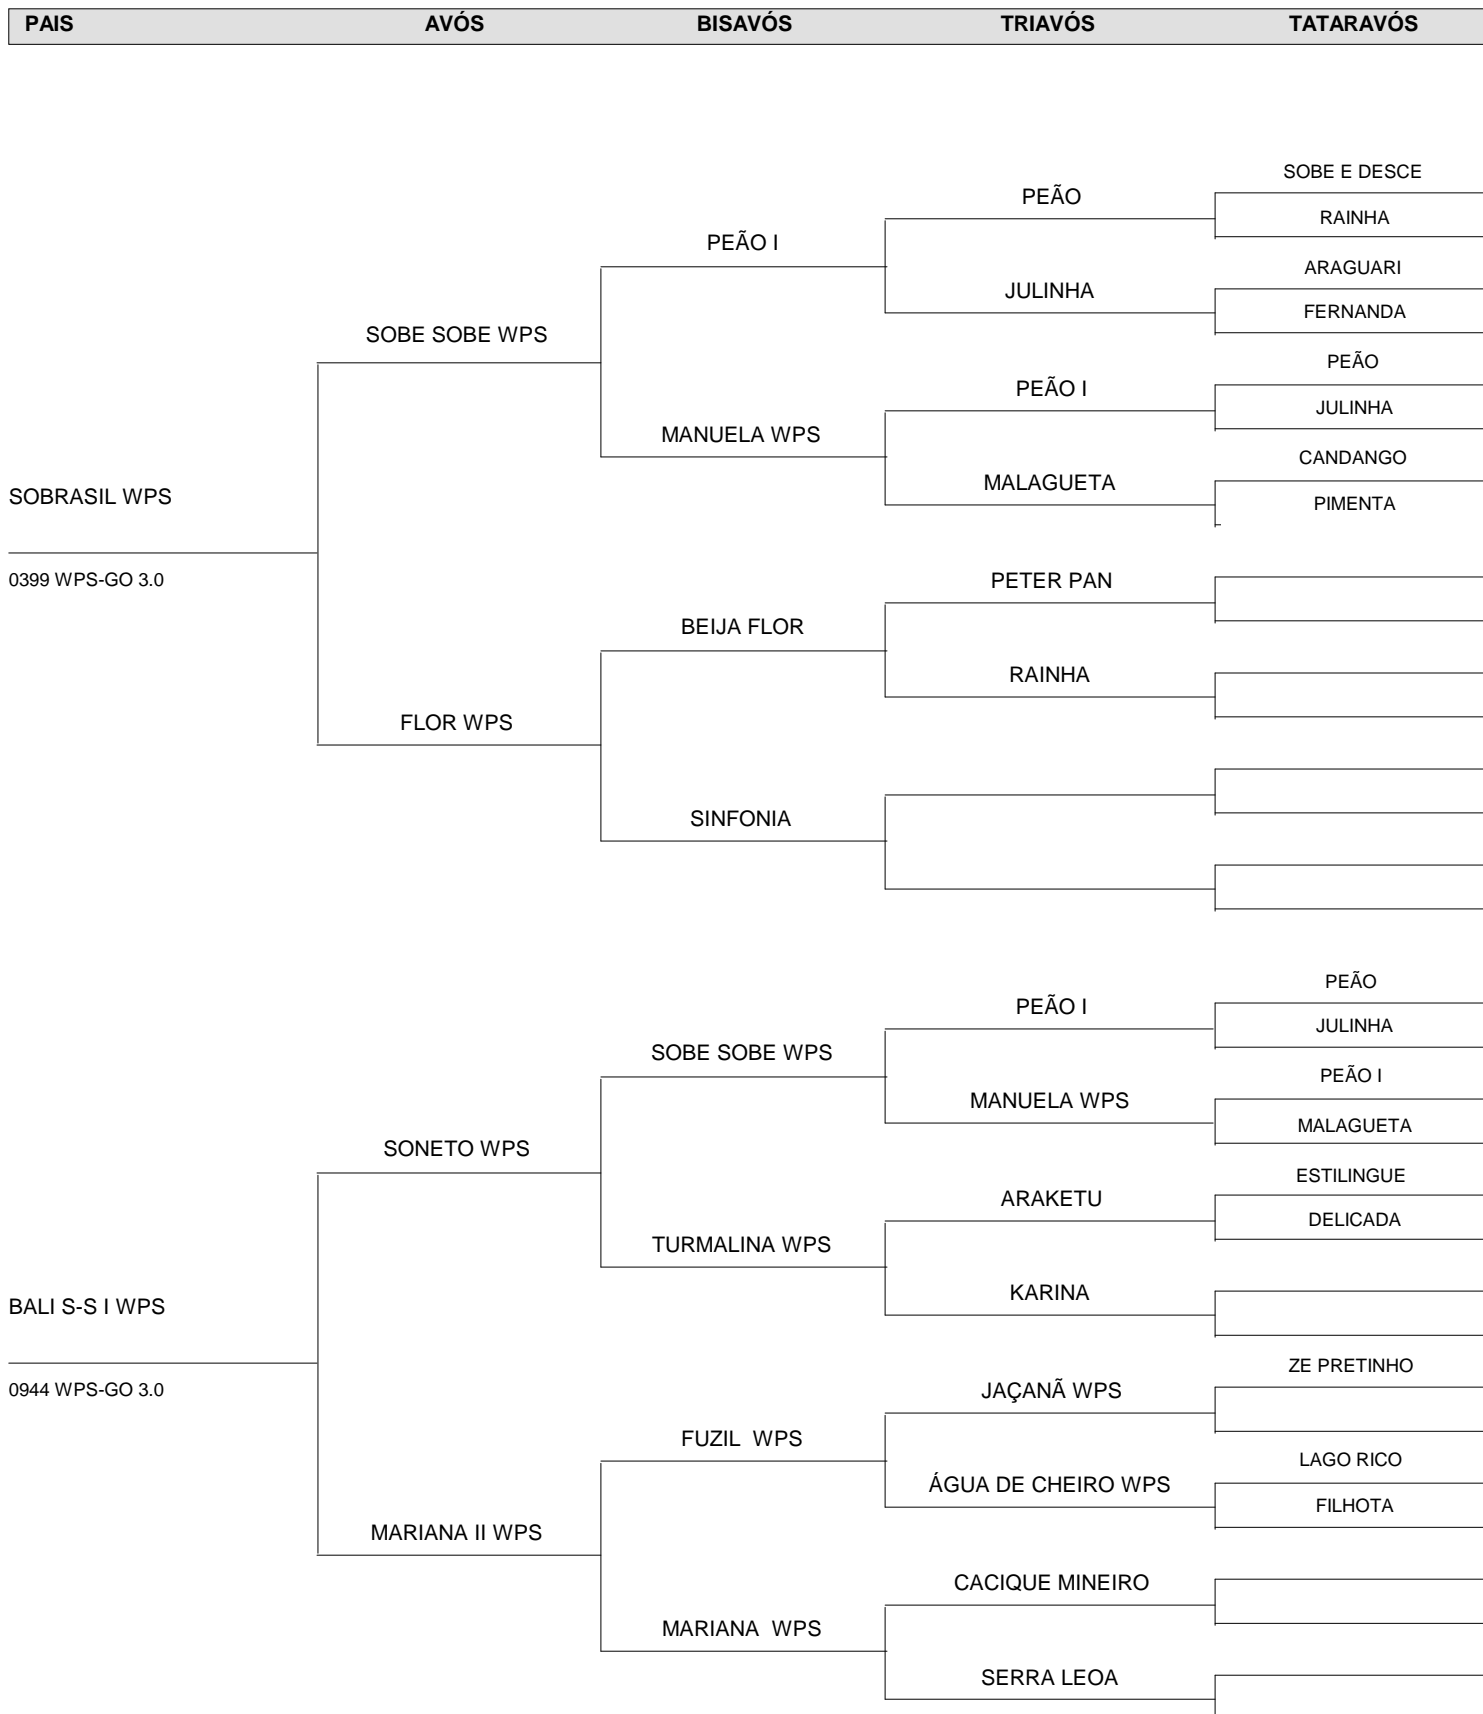 PAIS AVÓS BISAVÓS TRIAVÓS TATARAVÓS
SOBE E DESCE
PEÃO
RAINHA
PEÃO I
ARAGUARI
JULINHA
FERNANDA
SOBE SOBE WPS
PEÃO
PEÃO I
JULINHA
MANUELA WPS
CANDANGO
MALAGUETA
SOBRASIL WPS
PIMENTA
0399 WPS-GO 3.0
PETER PAN
BEIJA FLOR
RAINHA
FLOR WPS
SINFONIA
PEÃO
PEÃO I
JULINHA
SOBE SOBE WPS
PEÃO I
MANUELA WPS
MALAGUETA
SONETO WPS
ESTILINGUE
ARAKETU
DELICADA
TURMALINA WPS
KARINA
BALI S-S I WPS
ZE PRETINHO
0944 WPS-GO 3.0
JAÇANÃ WPS
FUZIL WPS
LAGO RICO
ÁGUA DE CHEIRO WPS
FILHOTA
MARIANA II WPS
CACIQUE MINEIRO
MARIANA WPS
SERRA LEOA